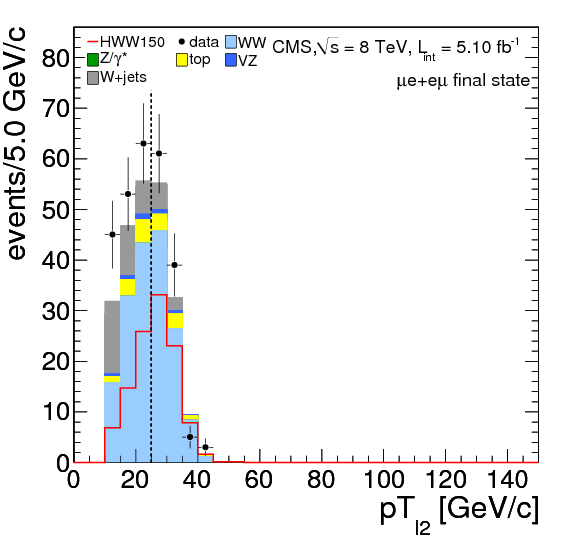 HWW150 data WW
Z/γ* top VZ
W+jets
CMS,√s = 8 TeV, L_int = 5.10 fb⁻¹
μe+eμ final state
events/5.0 GeV/c
80
70
60
50
40
30
20
10
0
0 20 40 60 80 100 120 140
pT_l2 [GeV/c]